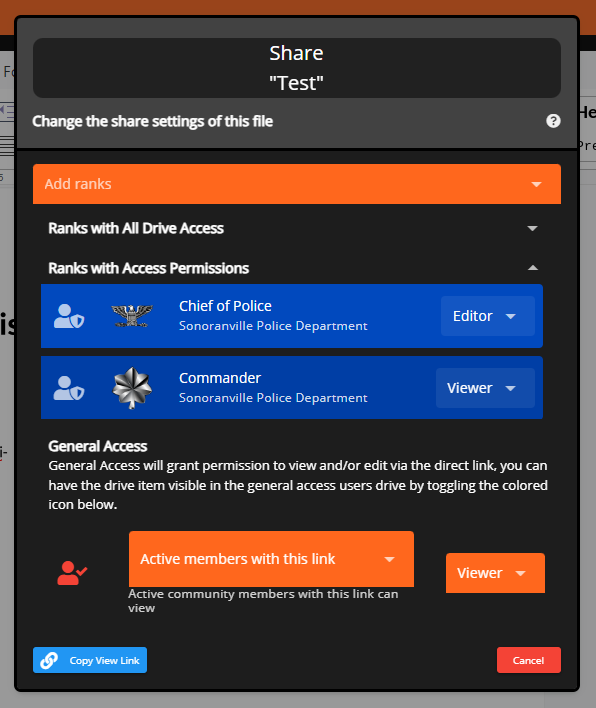 Share
"Test"
Change the share settings of this file
Add ranks
Ranks with All Drive Access
Ranks with Access Permissions
Chief of Police
Sonoranville Police Department
Editor
Commander
Sonoranville Police Department
Viewer
General Access
General Access will grant permission to view and/or edit via the direct link, you can
have the drive item visible in the general access users drive by toggling the colored
icon below.
Active members with this link
Viewer
Active community members with this link can
view
Copy View Link
Cancel